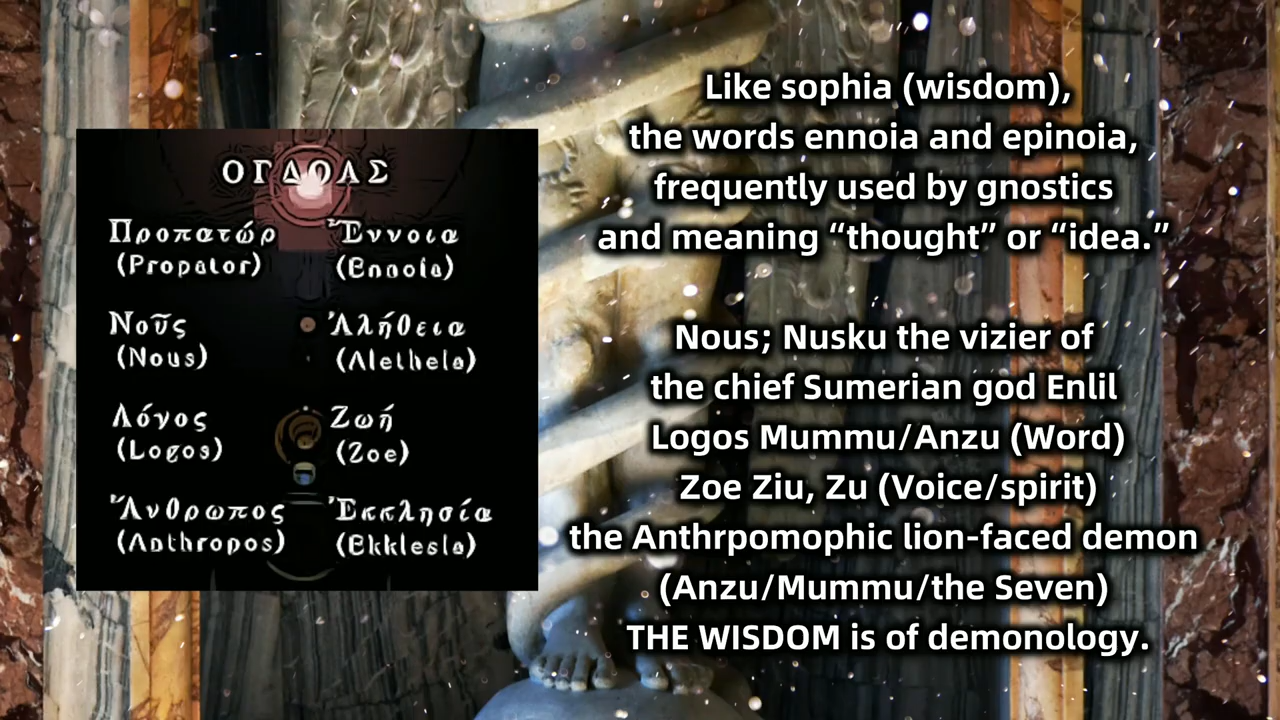 ΟΓΔΟΑΣ
Προπατώρ Ἔννοια
(Propator) (Ennoia)
Νοῦς Ἀλήθεια
(Nous) (Aletheia)
Λόγος Ζωή
(Logos) (Zoe)
Ἄνθρωπος Ἐκκλησία
(Anthropos) (Ekklesia)
Like sophia (wisdom),
the words ennoia and epinoia,
frequently used by gnostics
and meaning “thought” or “idea.”
Nous; Nusku the vizier of
the chief Sumerian god Enlil
Logos Mummu/Anzu (Word)
Zoe Ziu, Zu (Voice/spirit)
the Anthrpomophic lion-faced demon
(Anzu/Mummu/the Seven)
THE WISDOM is of demonology.